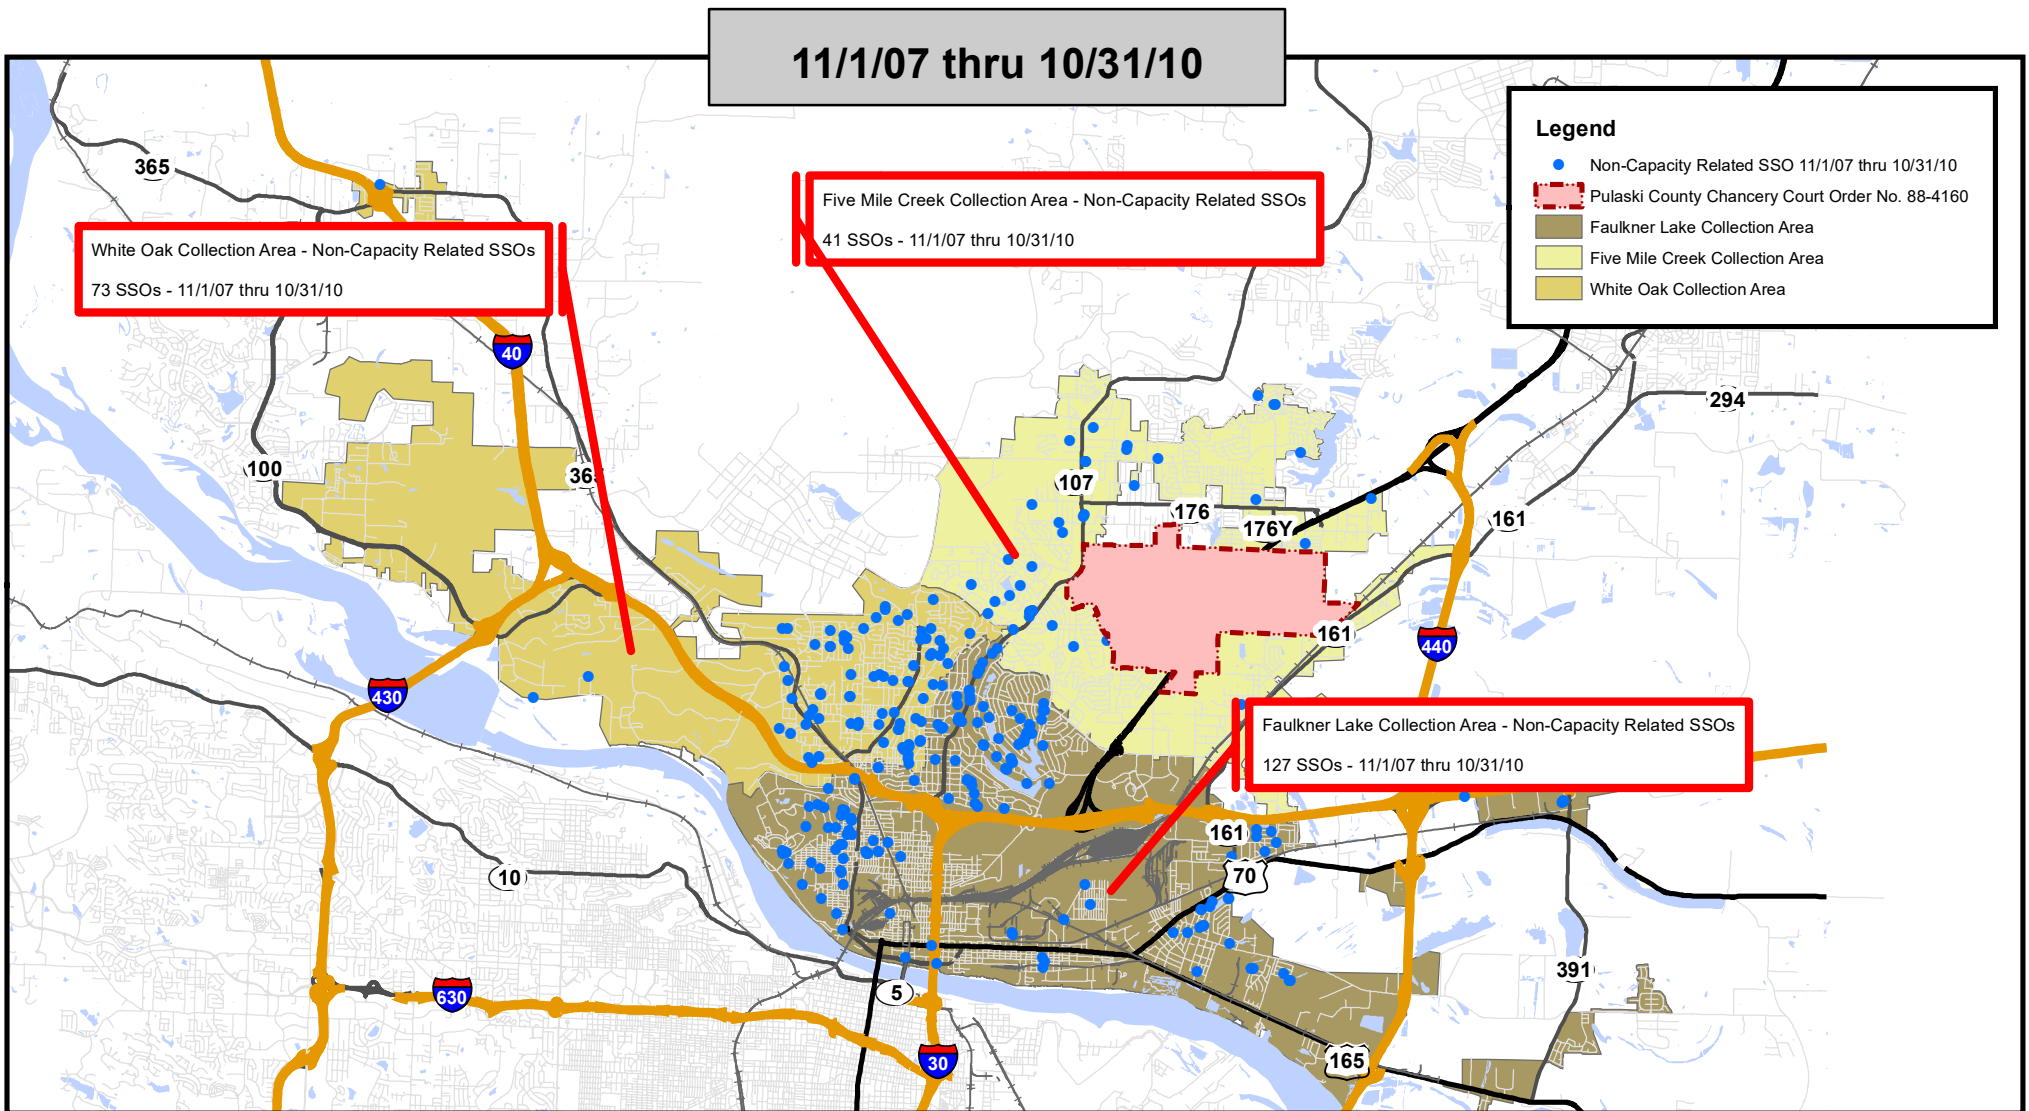 11/1/07 thru 10/31/10
Legend
Non-Capacity Related SSO 11/1/07 thru 10/31/10
Pulaski County Chancery Court Order No. 88-4160
Faulkner Lake Collection Area
Five Mile Creek Collection Area
White Oak Collection Area
365
Five Mile Creek Collection Area - Non-Capacity Related SSOs
41 SSOs - 11/1/07 thru 10/31/10
White Oak Collection Area - Non-Capacity Related SSOs
73 SSOs - 11/1/07 thru 10/31/10
40
294
100
365
107
176
176Y
161
161
440
430
Faulkner Lake Collection Area - Non-Capacity Related SSOs
127 SSOs - 11/1/07 thru 10/31/10
161
10
70
391
630
5
30
165